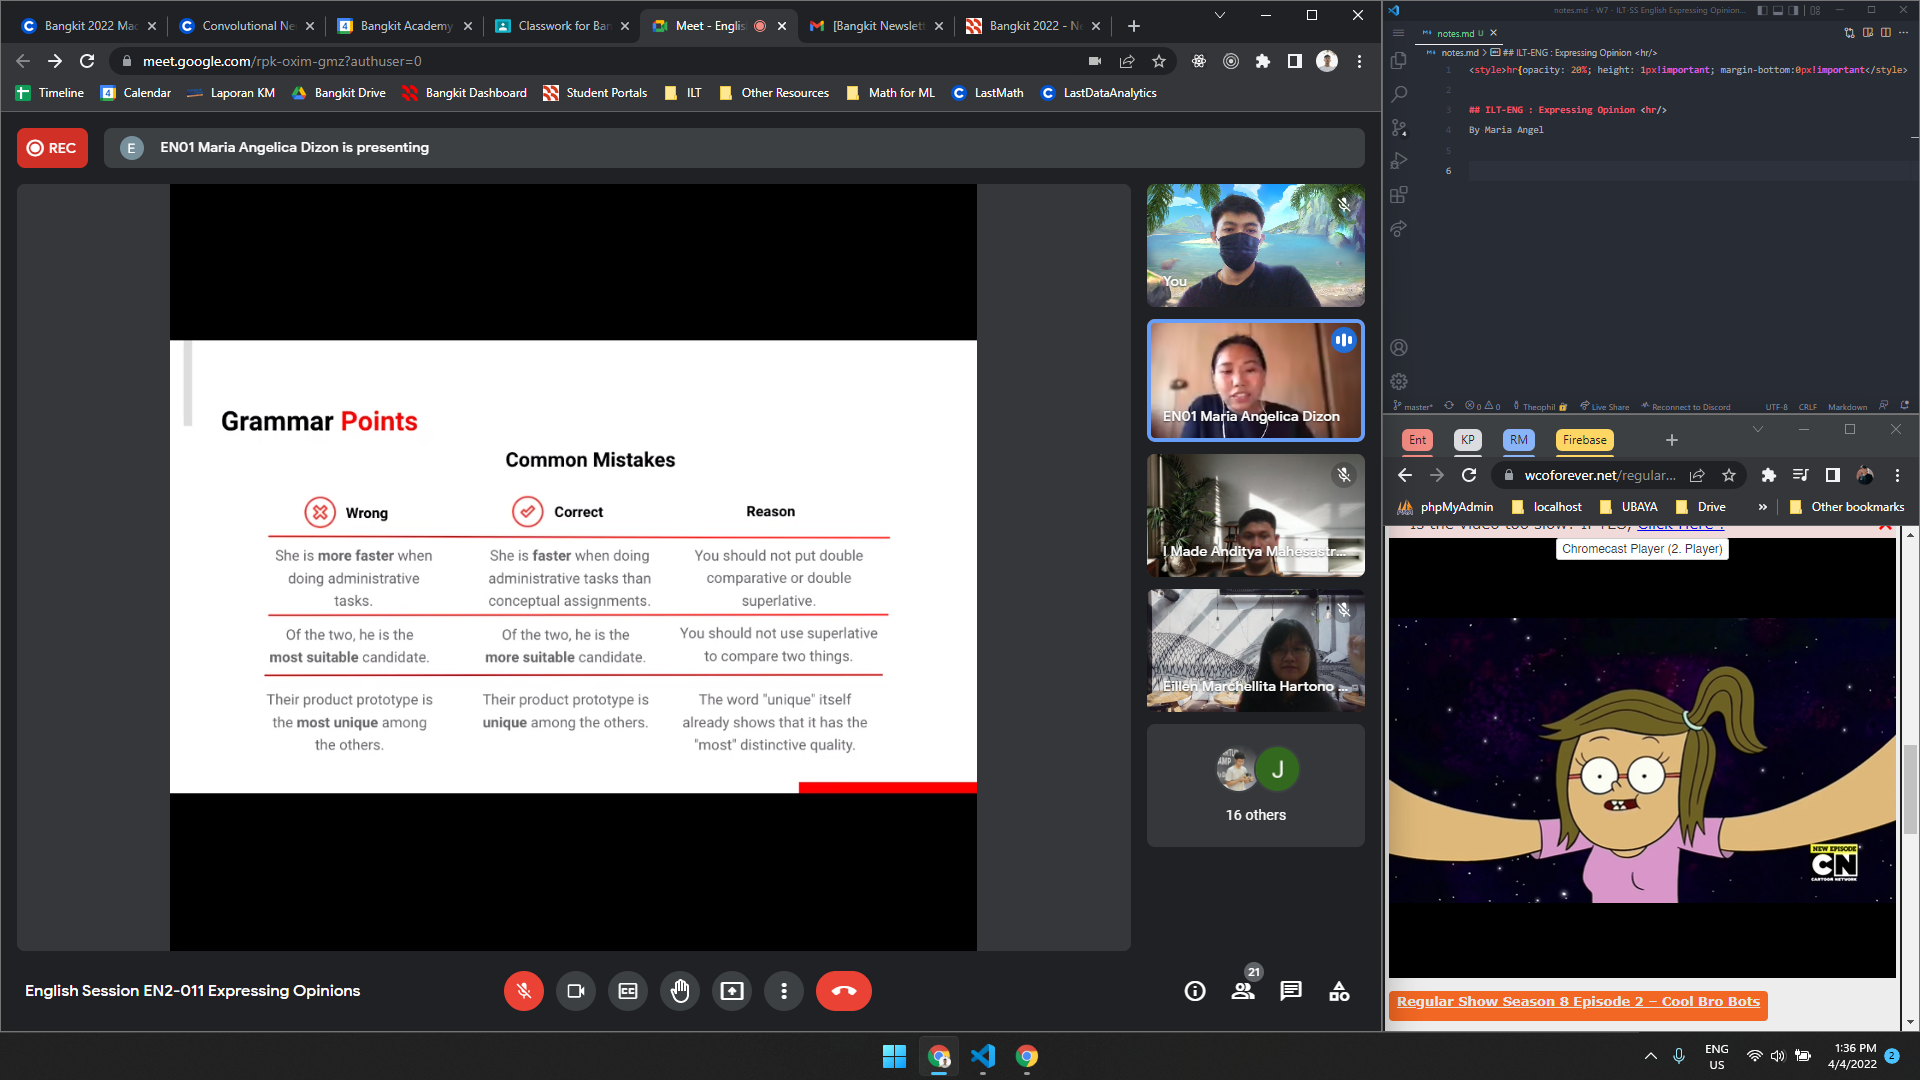 Bangkit 2022 Mac
Convolutional Ne
Bangkit Academy
Classwork for Ban
Meet - Englis
[Bangkit Newslett
Bangkit 2022 - Ne
meet.google.com/rpk-oxim-gmz?authuser=0
Timeline
Calendar
Laporan KM
Bangkit Drive
Bangkit Dashboard
Student Portals
ILT
Other Resources
Math for ML
LastMath
LastDataAnalytics
REC
E
EN01 Maria Angelica Dizon is presenting
Grammar Points
Common Mistakes
Wrong
Correct
Reason
She is more faster when
doing administrative
tasks.
She is faster when doing
administrative tasks than
conceptual assignments.
You should not put double
comparative or double
superlative.
Of the two, he is the
most suitable candidate.
Of the two, he is the
more suitable candidate.
You should not use superlative
to compare two things.
Their product prototype is
the most unique among
the others.
Their product prototype is
unique among the others.
The word "unique" itself
already shows that it has the
"most" distinctive quality.
You
EN01 Maria Angelica Dizon
I Made Anditya Mahesastr...
Eillen Marchellita Hartono ...
J
16 others
English Session EN2-011 Expressing Opinions
21
notes.md - W7 - ILT-SS English Expressing Opinion...
notes.md U
notes.md > ## ILT-ENG : Expressing Opinion <hr/>
1 <style>hr{opacity: 20%; height: 1px!important; margin-bottom:0px!important</style>
2
3 ## ILT-ENG : Expressing Opinion <hr/>
4 By Maria Angel
5
6
4
master*
0 0
Theophil
Live Share
Reconnect to Discord
UTF-8
CRLF
Markdown
Ent
KP
RM
Firebase
wcoforever.net/regular...
phpMyAdmin
localhost
UBAYA
Drive
»
Other bookmarks
Is the video too slow? If YES, Click Here !
Chromecast Player (2. Player)
NEW EPISODE
CN
CARTOON NETWORK
Regular Show Season 8 Episode 2 – Cool Bro Bots
ENG
US
1:36 PM
4/4/2022
2